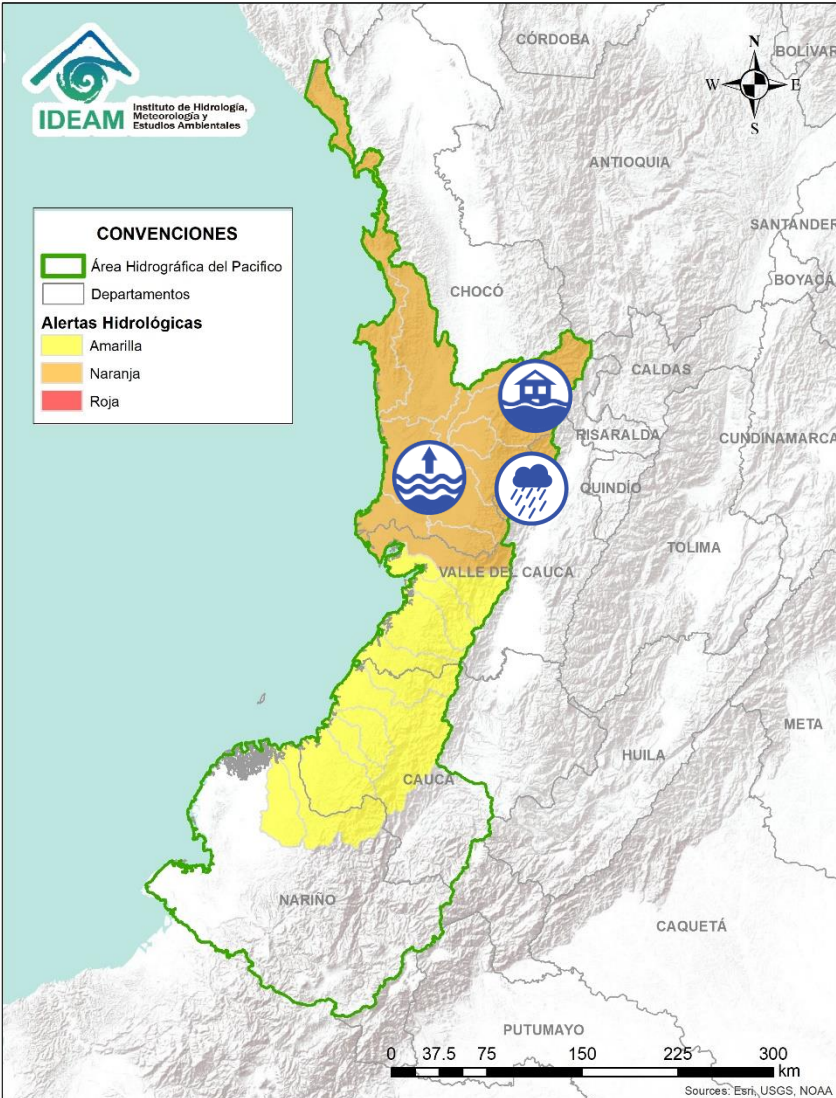 IDEAM
Instituto de Hidrología,
Meteorología y
Estudios Ambientales
CÓRDOBA
BOLÍVAR
N
W
E
S
ANTIOQUIA
SANTANDER
BOYACÁ
CONVENCIONES
Área Hidrográfica del Pacifico
Departamentos
Alertas Hidrológicas
Amarilla
Naranja
Roja
CHOCÓ
CALDAS
RISARALDA
CUNDINAMARCA
QUINDÍO
TOLIMA
VALLE DEL CAUCA
META
HUILA
CAUCA
NARIÑO
CAQUETÁ
PUTUMAYO
0 37.5 75 150 225 300
km
Sources: Esri, USGS, NOAA